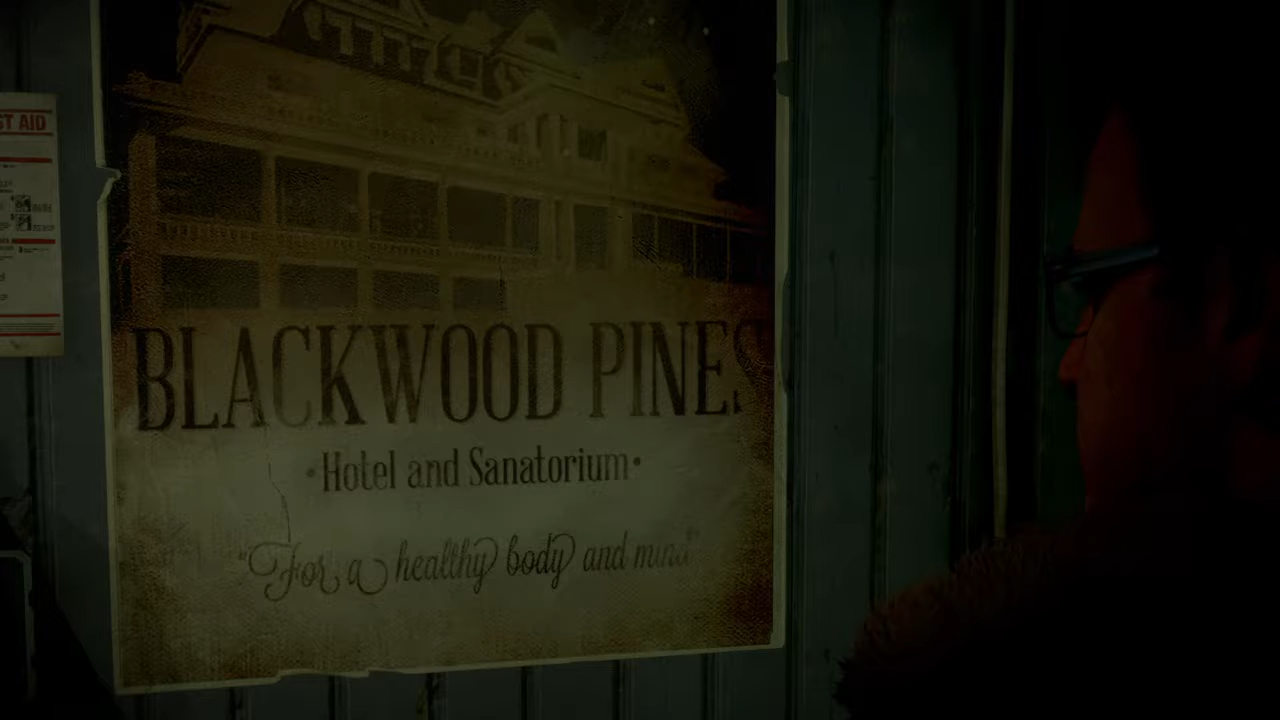 ST AID
BLACKWOOD PINES
·Hotel and Sanatorium·
"For a healthy body and mind"